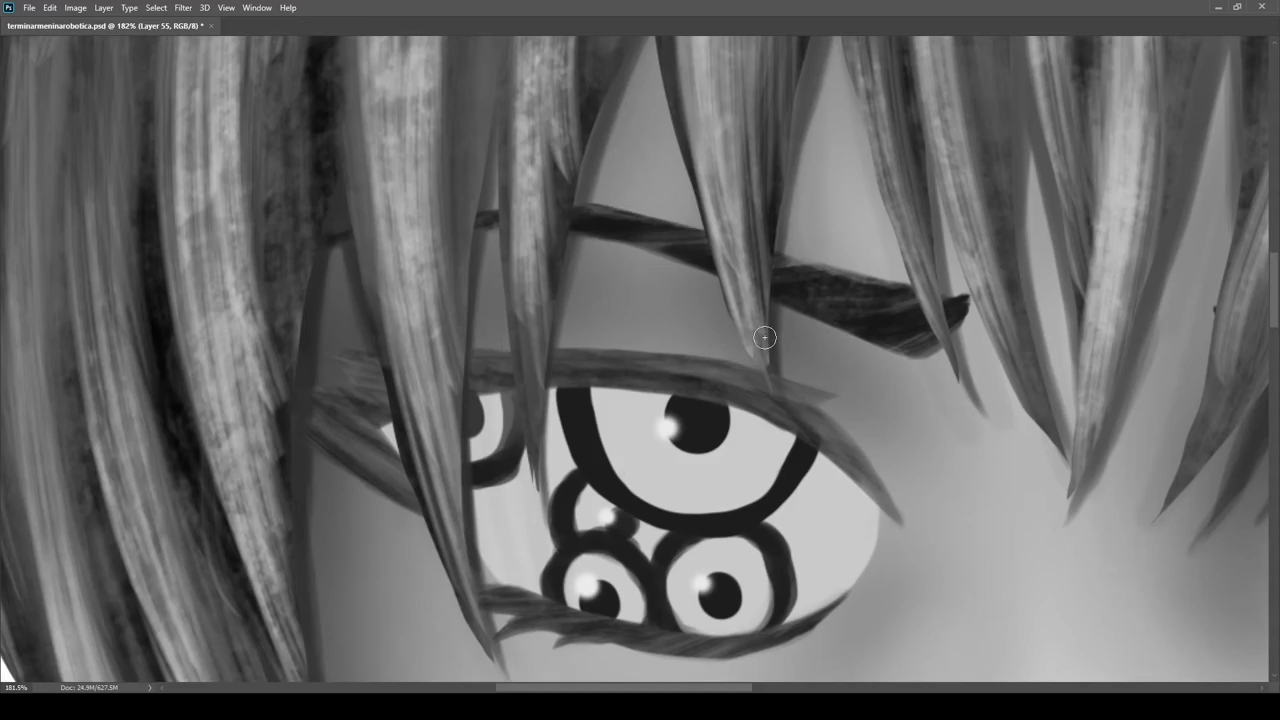 Ps File Edit Image Layer Type Select Filter 3D View Window Help
terminarmeninarobotica.psd @ 182% (Layer 55, RGB/8) *
181.5% Doc: 24.9M/627.5M